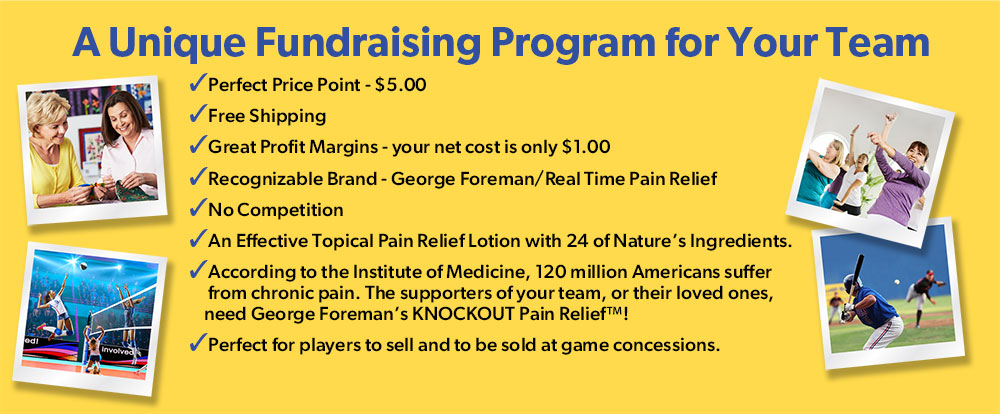 A Unique Fundraising Program for Your Team
✓Perfect Price Point - $5.00
✓Free Shipping
✓Great Profit Margins - your net cost is only $1.00
✓Recognizable Brand - George Foreman/Real Time Pain Relief
✓No Competition
✓An Effective Topical Pain Relief Lotion with 24 of Nature’s Ingredients.
✓According to the Institute of Medicine, 120 million Americans suffer
from chronic pain. The supporters of your team, or their loved ones,
need George Foreman’s KNOCKOUT Pain Relief™!
✓Perfect for players to sell and to be sold at game concessions.
ed!
involved